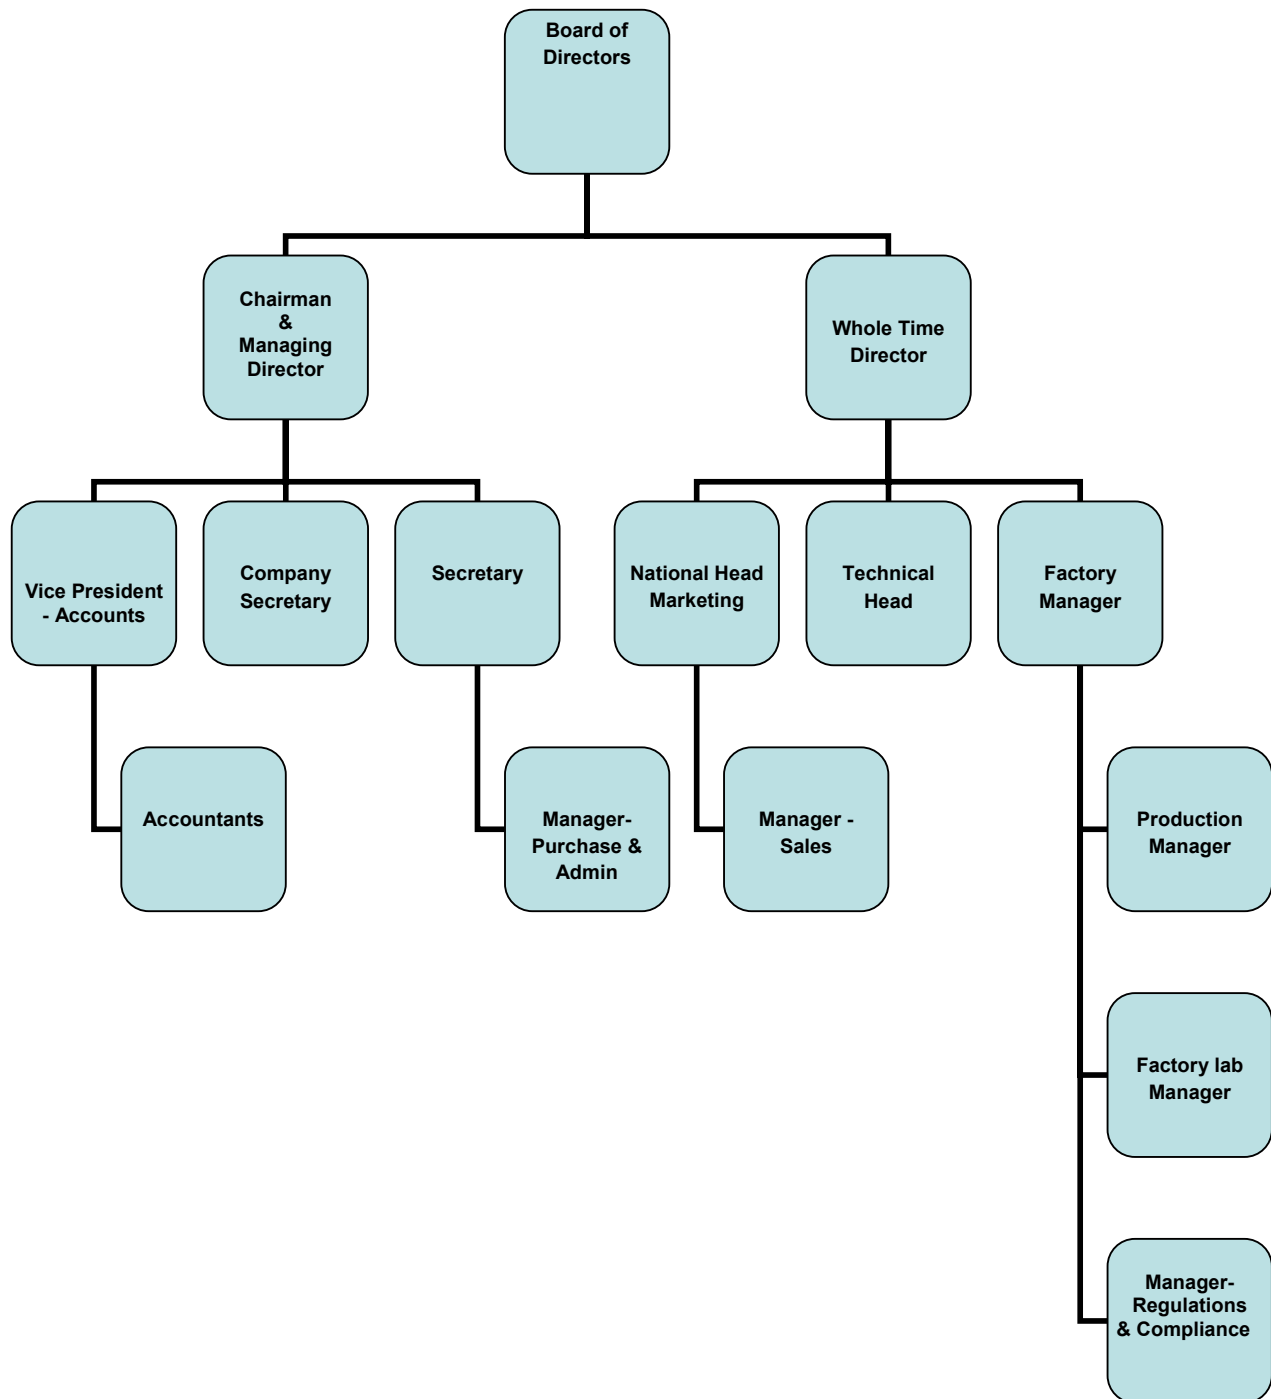 Board of
Directors
Chairman
&
Managing
Director
Whole Time
Director
Vice President
- Accounts
Company
Secretary
Secretary
National Head
Marketing
Technical
Head
Factory
Manager
Accountants
Manager-
Purchase &
Admin
Manager -
Sales
Production
Manager
Factory lab
Manager
Manager-
Regulations
& Compliance